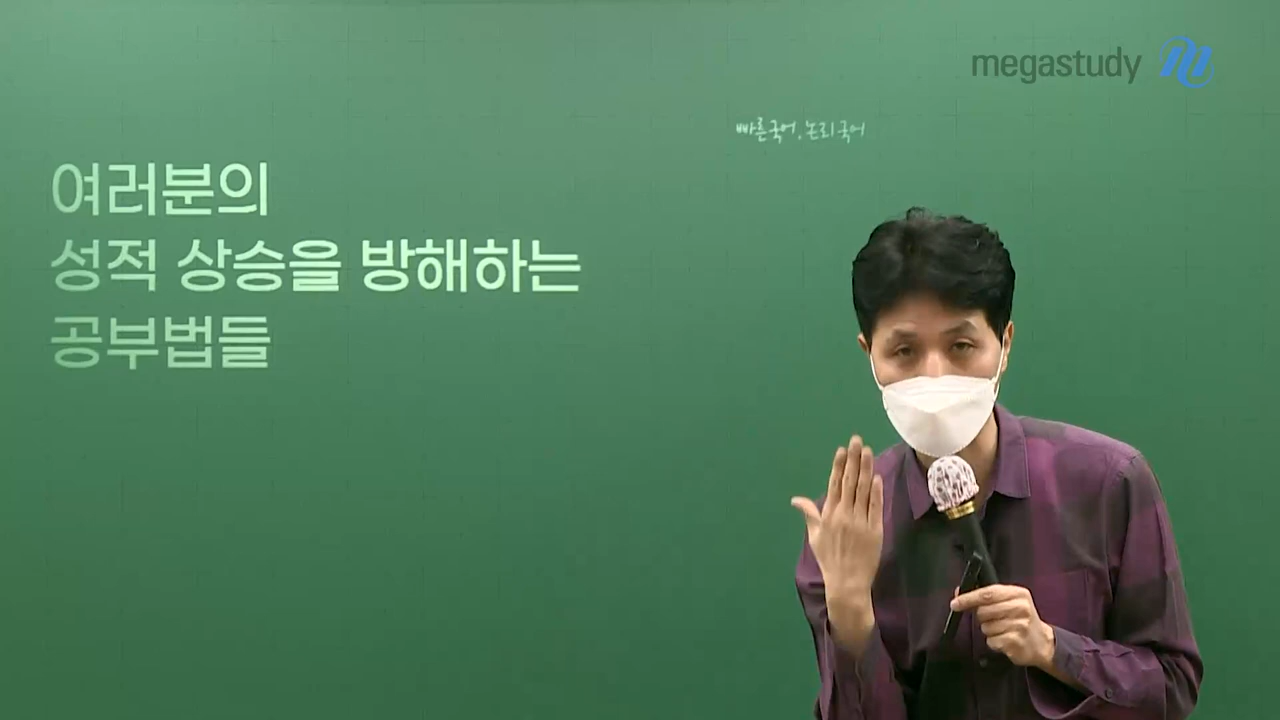 megastudy
빠른국어, 논리국어
여러분의
성적 상승을 방해하는
공부법들